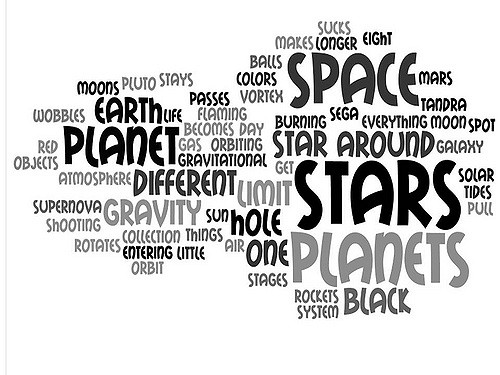 SUCKS
MAKES LONGER EIGHT
BALLS
COLORS
SPACE
MARS
MOONS PLUTO STAYS
PASSES
VORTEX
TANDRA
WOBBLES
EARTH LIFE
FLAMING
BURNING SEGA EVERYTHING MOON SPOT
BECOMES DAY
RED
PLANET
GAS ORBITING
STAR AROUND
GALAXY
OBJECTS
GRAVITATIONAL
GET
ATMOSPHERE
DIFFERENT
LIMIT
STARS
SOLAR
TIDES
SUPERNOVA
GRAVITY
SUN
HOLE
PULL
SHOOTING
COLLECTION THINGS
ROTATES
ENTERING LITTLE
AIR
ONE
PLANETS
ORBIT
STAGES
ROCKETS
BLACK
SYSTEM